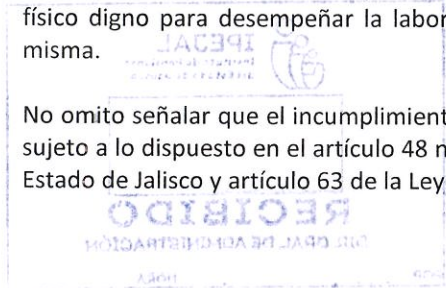 físico digno para desempeñar la labor
misma.
No omito señalar que el incumplimient
sujeto a lo dispuesto en el artículo 48 n
Estado de Jalisco y artículo 63 de la Ley
IPEJAL
RECIBIDO
DIR. GRAL. DE ADMINISTRACIÓN
HORA